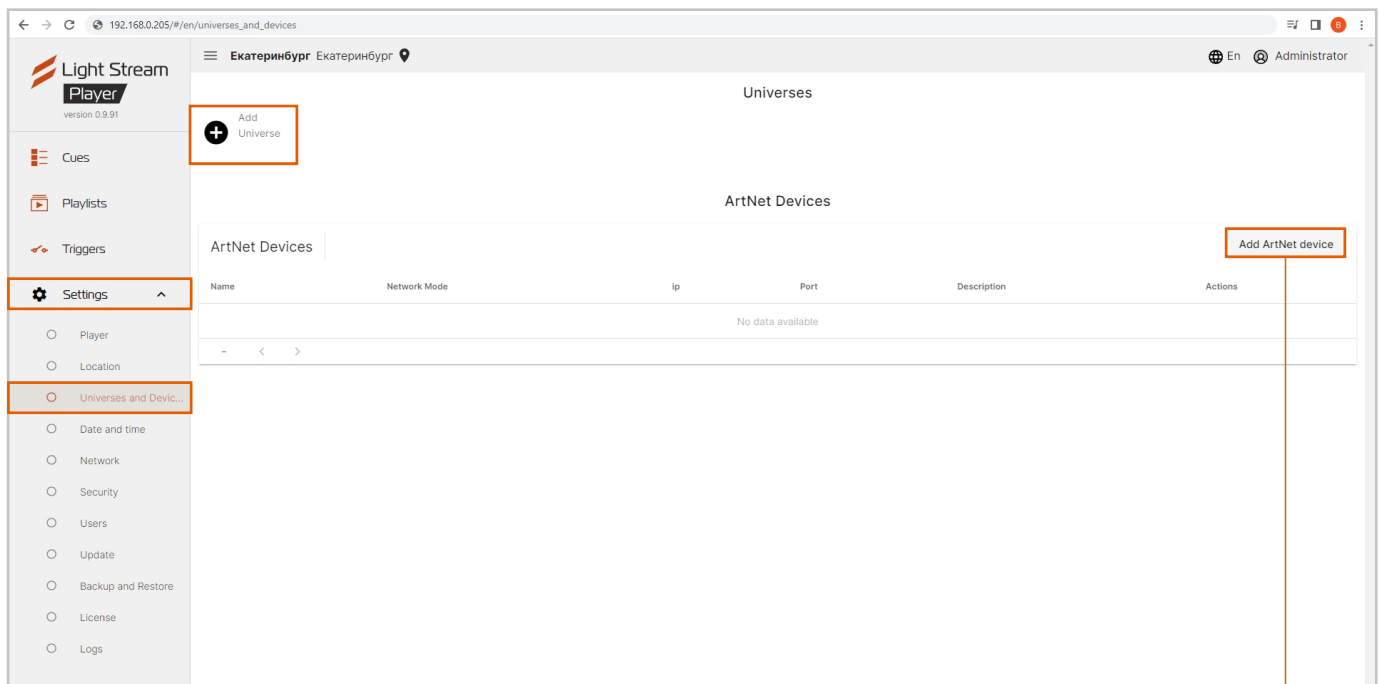 192.168.0.205/#/en/universes_and_devices
B
Light Stream
Player
version 0.9.91
Екатеринбург Екатеринбург
En Administrator
Universes
Add
Universe
Cues
Playlists
Triggers
Settings
Player
Location
Universes and Devic...
Date and time
Network
Security
Users
Update
Backup and Restore
License
Logs
ArtNet Devices
ArtNet Devices
Add ArtNet device
Name Network Mode ip Port Description Actions
No data available
-